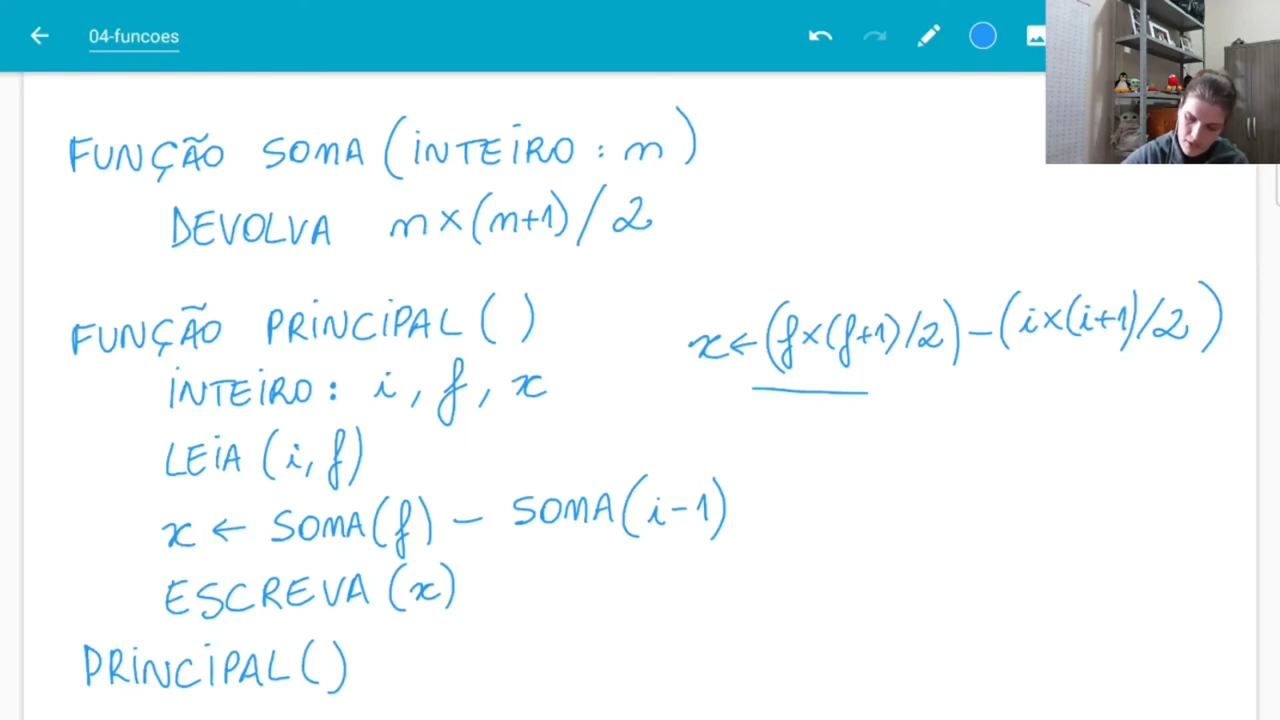 04-funcoes
FUNÇÃO SOMA (INTEIRO : n)
DEVOLVA n×(n+1)/2
FUNÇÃO PRINCIPAL ( )
INTEIRO : i, f, x
LEIA (i, f)
x ← SOMA(f) - SOMA(i-1)
ESCREVA (x)
PRINCIPAL( )
x ← (f×(f+1)/2) - (i×(i+1)/2)